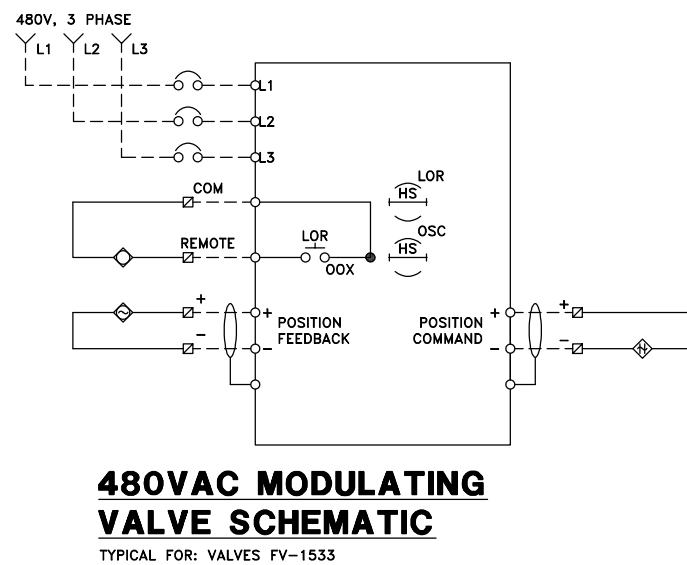 480V, 3 PHASE
L1 L2 L3
L1
L2
L3
COM
LOR
HS
REMOTE
LOR
OOX
OSC
HS
+ + POSITION FEEDBACK
- -
POSITION COMMAND + +
- -
480VAC MODULATING
VALVE SCHEMATIC
TYPICAL FOR: VALVES FV-1533